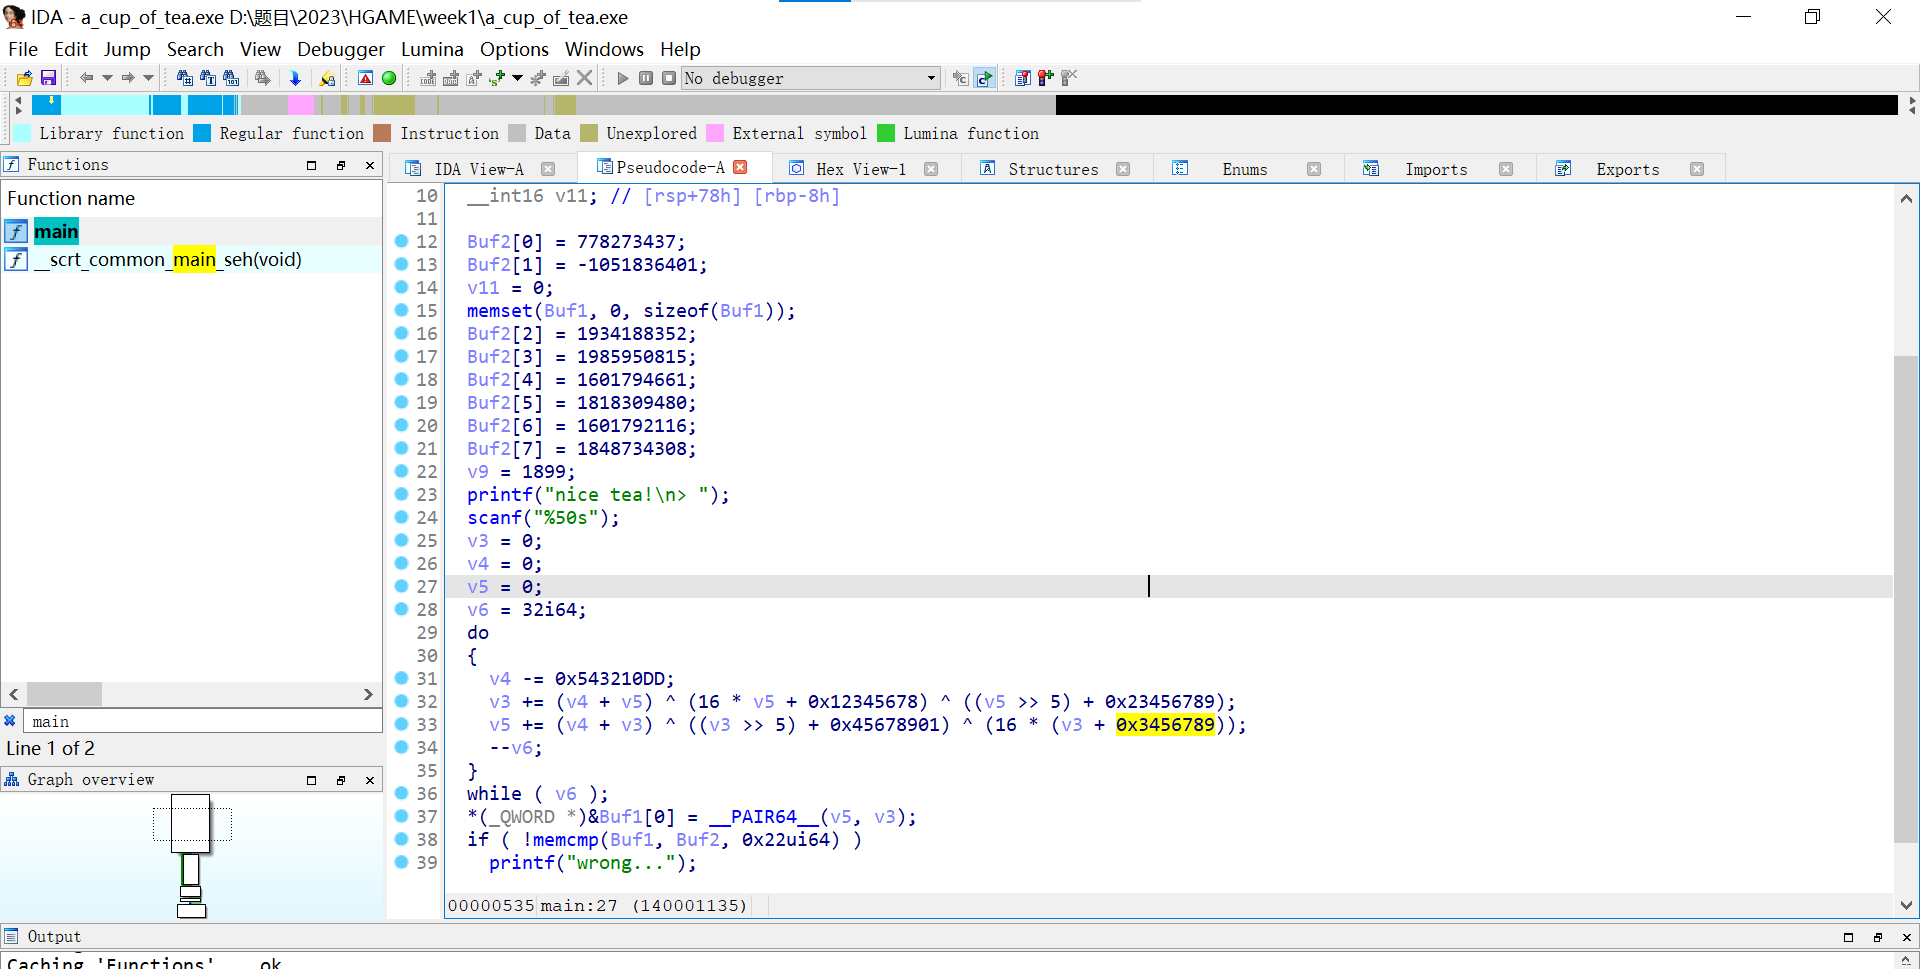 IDA - a_cup_of_tea.exe D:\题目\2023\HGAME\week1\a_cup_of_tea.exe
File Edit Jump Search View Debugger Lumina Options Windows Help
No debugger
Library function Regular function Instruction Data Unexplored External symbol Lumina function
Functions
IDA View-A Pseudocode-A Hex View-1 Structures Enums Imports Exports
Function name
main
__scrt_common_main_seh(void)
10 __int16 v11; // [rsp+78h] [rbp-8h]
11
12 Buf2[0] = 778273437;
13 Buf2[1] = -1051836401;
14 v11 = 0;
15 memset(Buf1, 0, sizeof(Buf1));
16 Buf2[2] = 1934188352;
17 Buf2[3] = 1985950815;
18 Buf2[4] = 1601794661;
19 Buf2[5] = 1818309480;
20 Buf2[6] = 1601792116;
21 Buf2[7] = 1848734308;
22 v9 = 1899;
23 printf("nice tea!\n> ");
24 scanf("%50s");
25 v3 = 0;
26 v4 = 0;
27 v5 = 0;
28 v6 = 32i64;
29 do
30 {
31 v4 -= 0x543210DD;
32 v3 += (v4 + v5) ^ (16 * v5 + 0x12345678) ^ ((v5 >> 5) + 0x23456789);
33 v5 += (v4 + v3) ^ ((v3 >> 5) + 0x45678901) ^ (16 * (v3 + 0x3456789));
34 --v6;
35 }
36 while ( v6 );
37 *(_QWORD *)&Buf1[0] = __PAIR64__(v5, v3);
38 if ( !memcmp(Buf1, Buf2, 0x22ui64) )
39 printf("wrong...");
00000535 main:27 (140001135)
main
Line 1 of 2
Graph overview
Output
Caching 'Functions'... ok